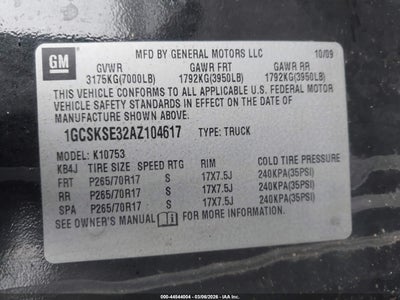 GM
MFD BY GENERAL MOTORS LLC 10/09
GVWR GAWR FRT GAWR RR
3175KG(7000LB) 1792KG(3950LB) 1792KG(3950LB)
THIS VEHICLE CONFORMS TO ALL APPLICABLE U.S. FEDERAL
MOTOR VEHICLE SAFETY STANDARDS IN EFFECT ON THE DATE OF
MANUFACTURE SHOWN ABOVE.
1GCSKSE32AZ104617 TYPE: TRUCK
MODEL: K10753
KB4J TIRE SIZE SPEED RTG RIM COLD TIRE PRESSURE
FRT P265/70R17 S 17X7.5J 240KPA(35PSI)
RR P265/70R17 S 17X7.5J 240KPA(35PSI)
SPA P265/70R17 S 17X7.5J 240KPA(35PSI)
SEE OWNER'S MANUAL FOR MORE INFORMATION.
000-44544004 - 03/06/2026 - IAA, Inc.